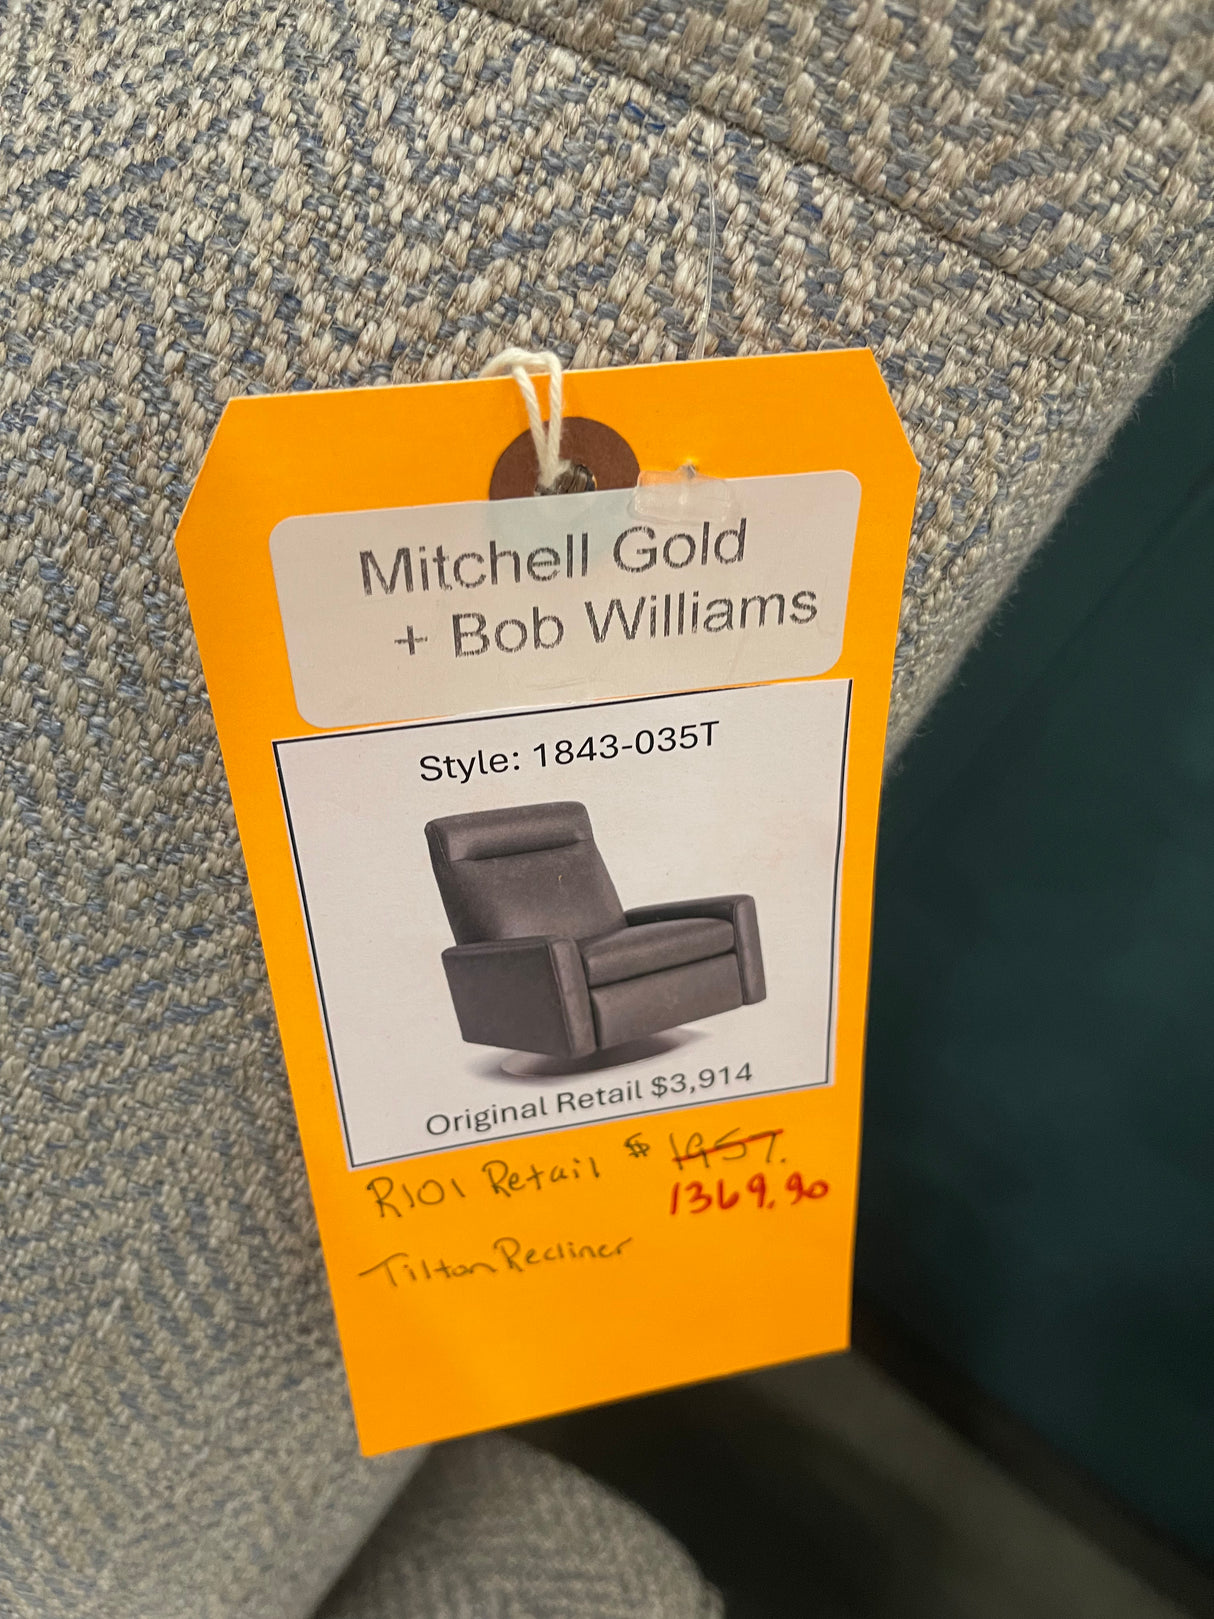 Mitchell Gold
+ Bob Williams
Style: 1843-035T
Original Retail $3,914
R101 Retail $ 1957.
1369.90
Tilton Recliner